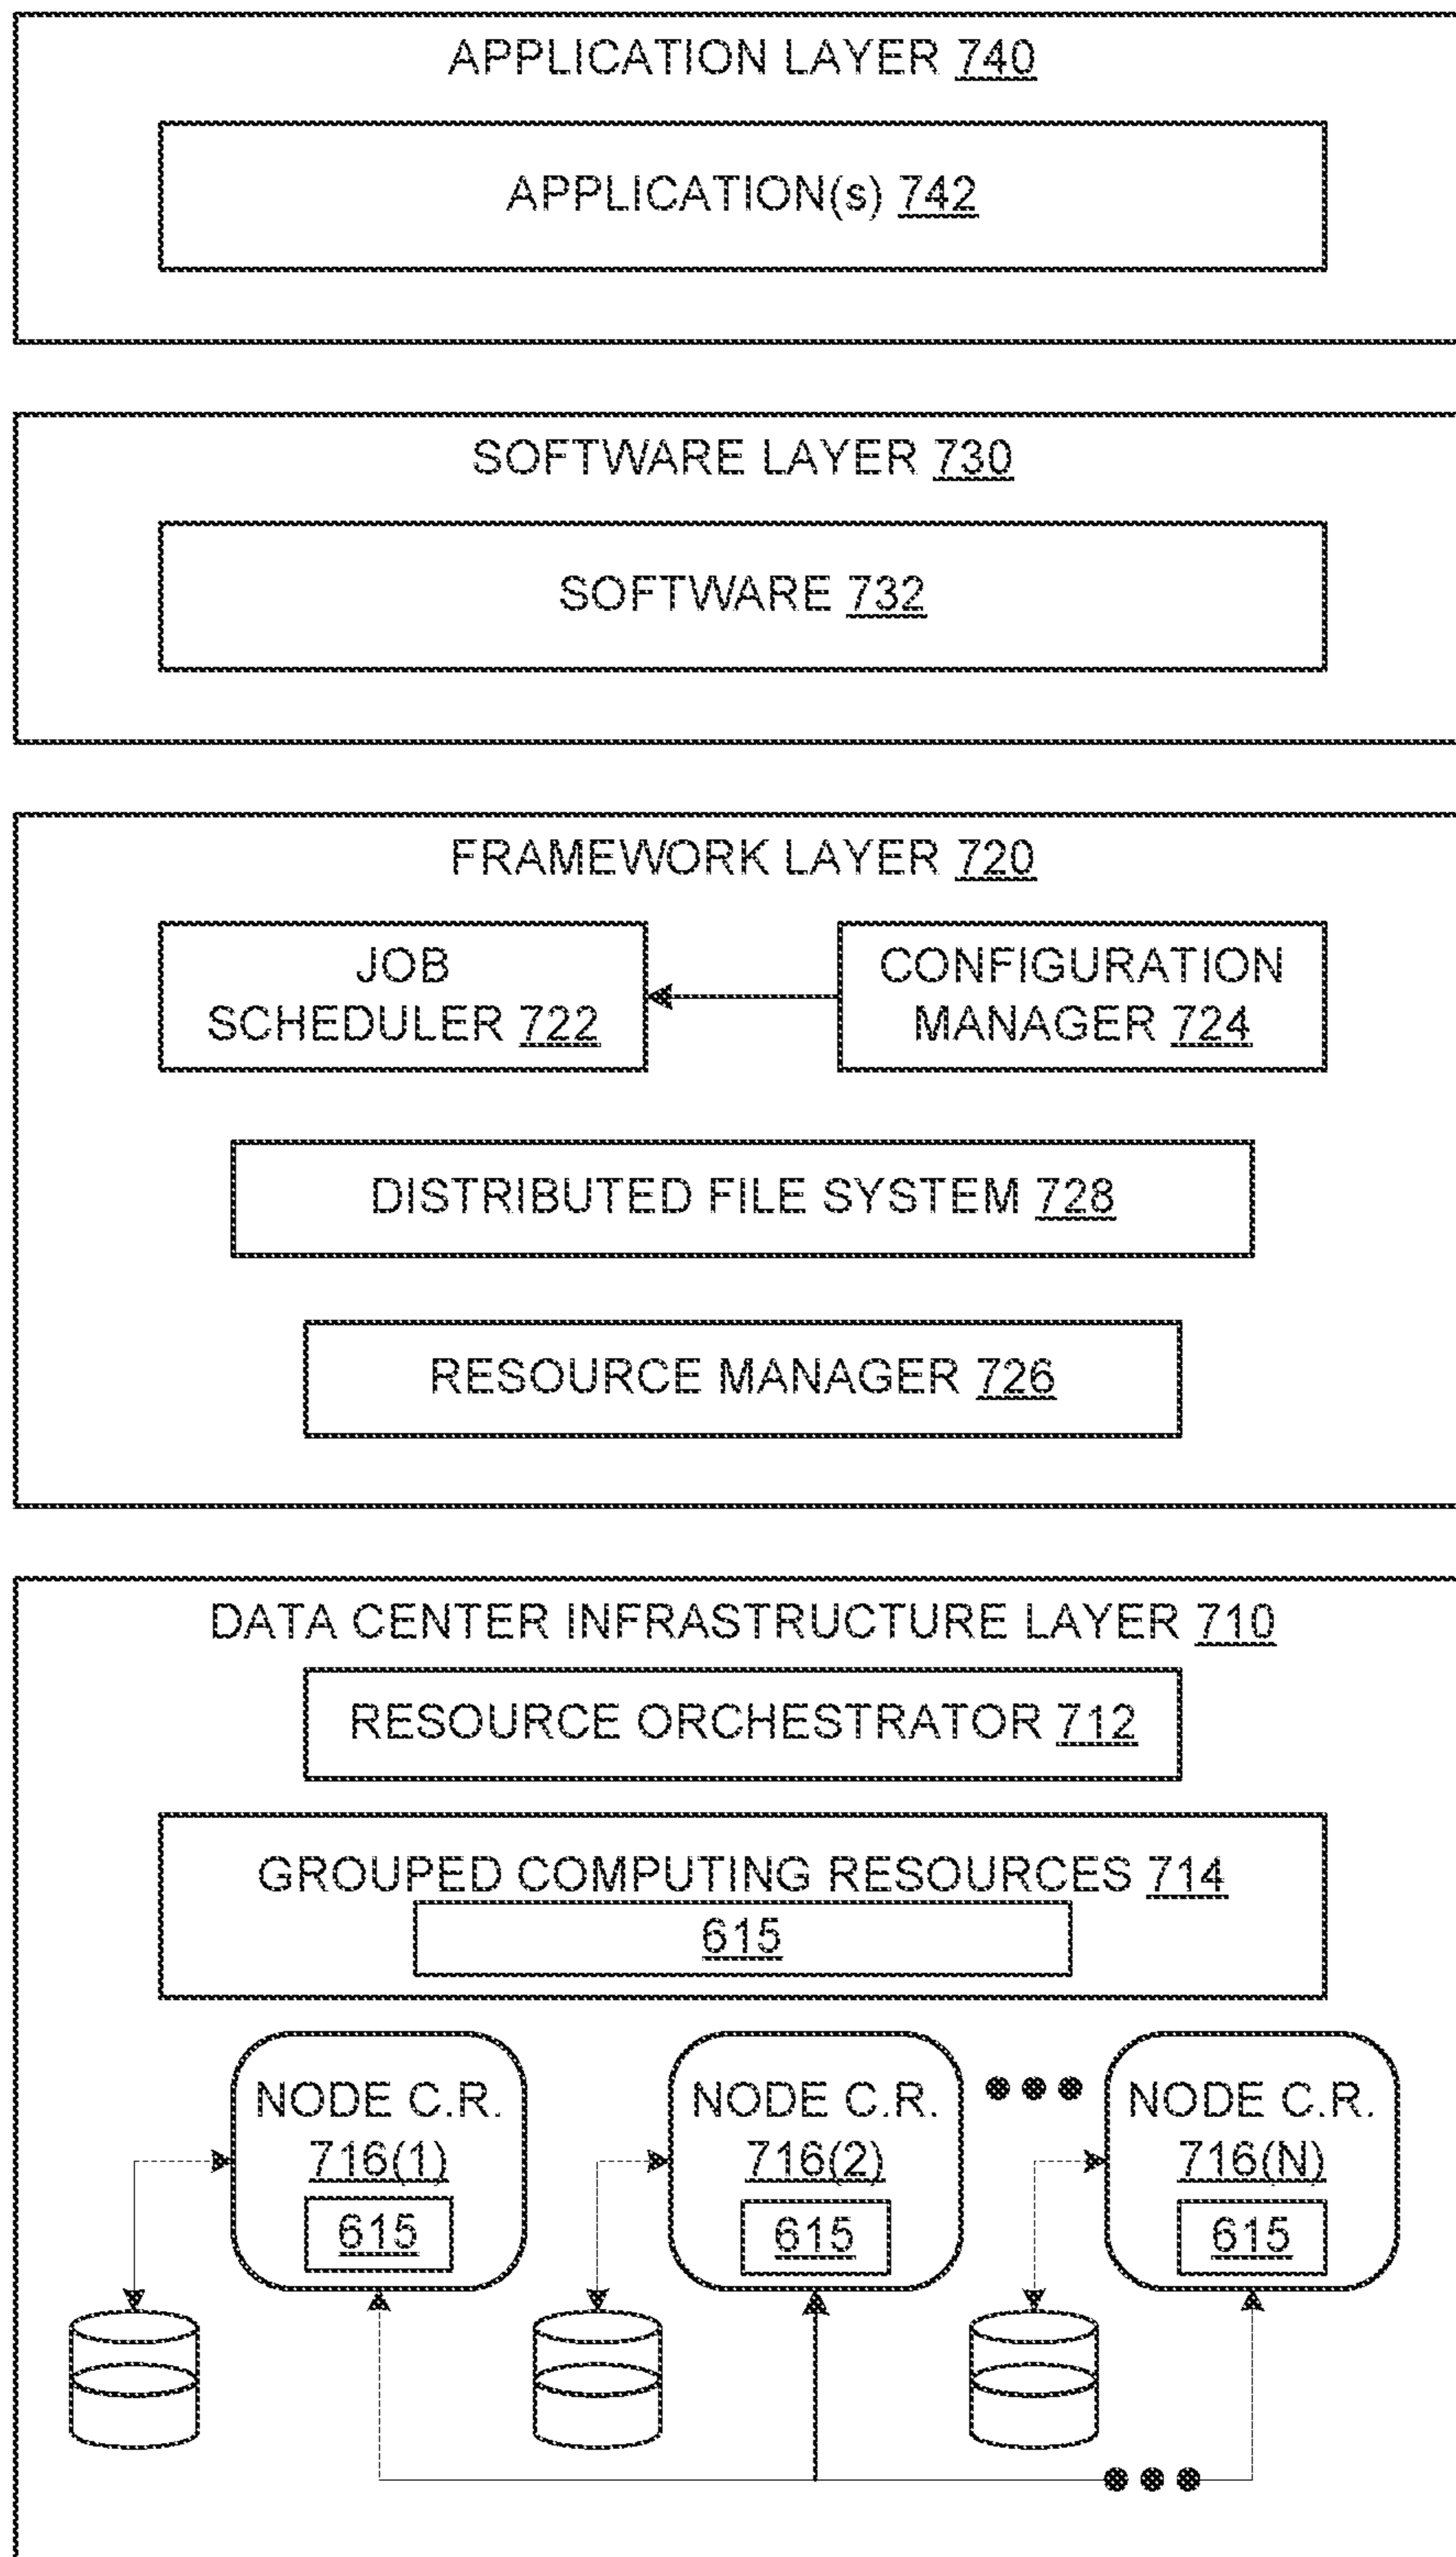 APPLICATION LAYER 740
APPLICATION(s) 742
SOFTWARE LAYER 730
SOFTWARE 732
FRAMEWORK LAYER 720
JOB
SCHEDULER 722
CONFIGURATION
MANAGER 724
DISTRIBUTED FILE SYSTEM 728
RESOURCE MANAGER 726
DATA CENTER INFRASTRUCTURE LAYER 710
RESOURCE ORCHESTRATOR 712
GROUPED COMPUTING RESOURCES 714
615
NODE C.R.
716(1)
615
NODE C.R.
716(2)
615
NODE C.R.
716(N)
615